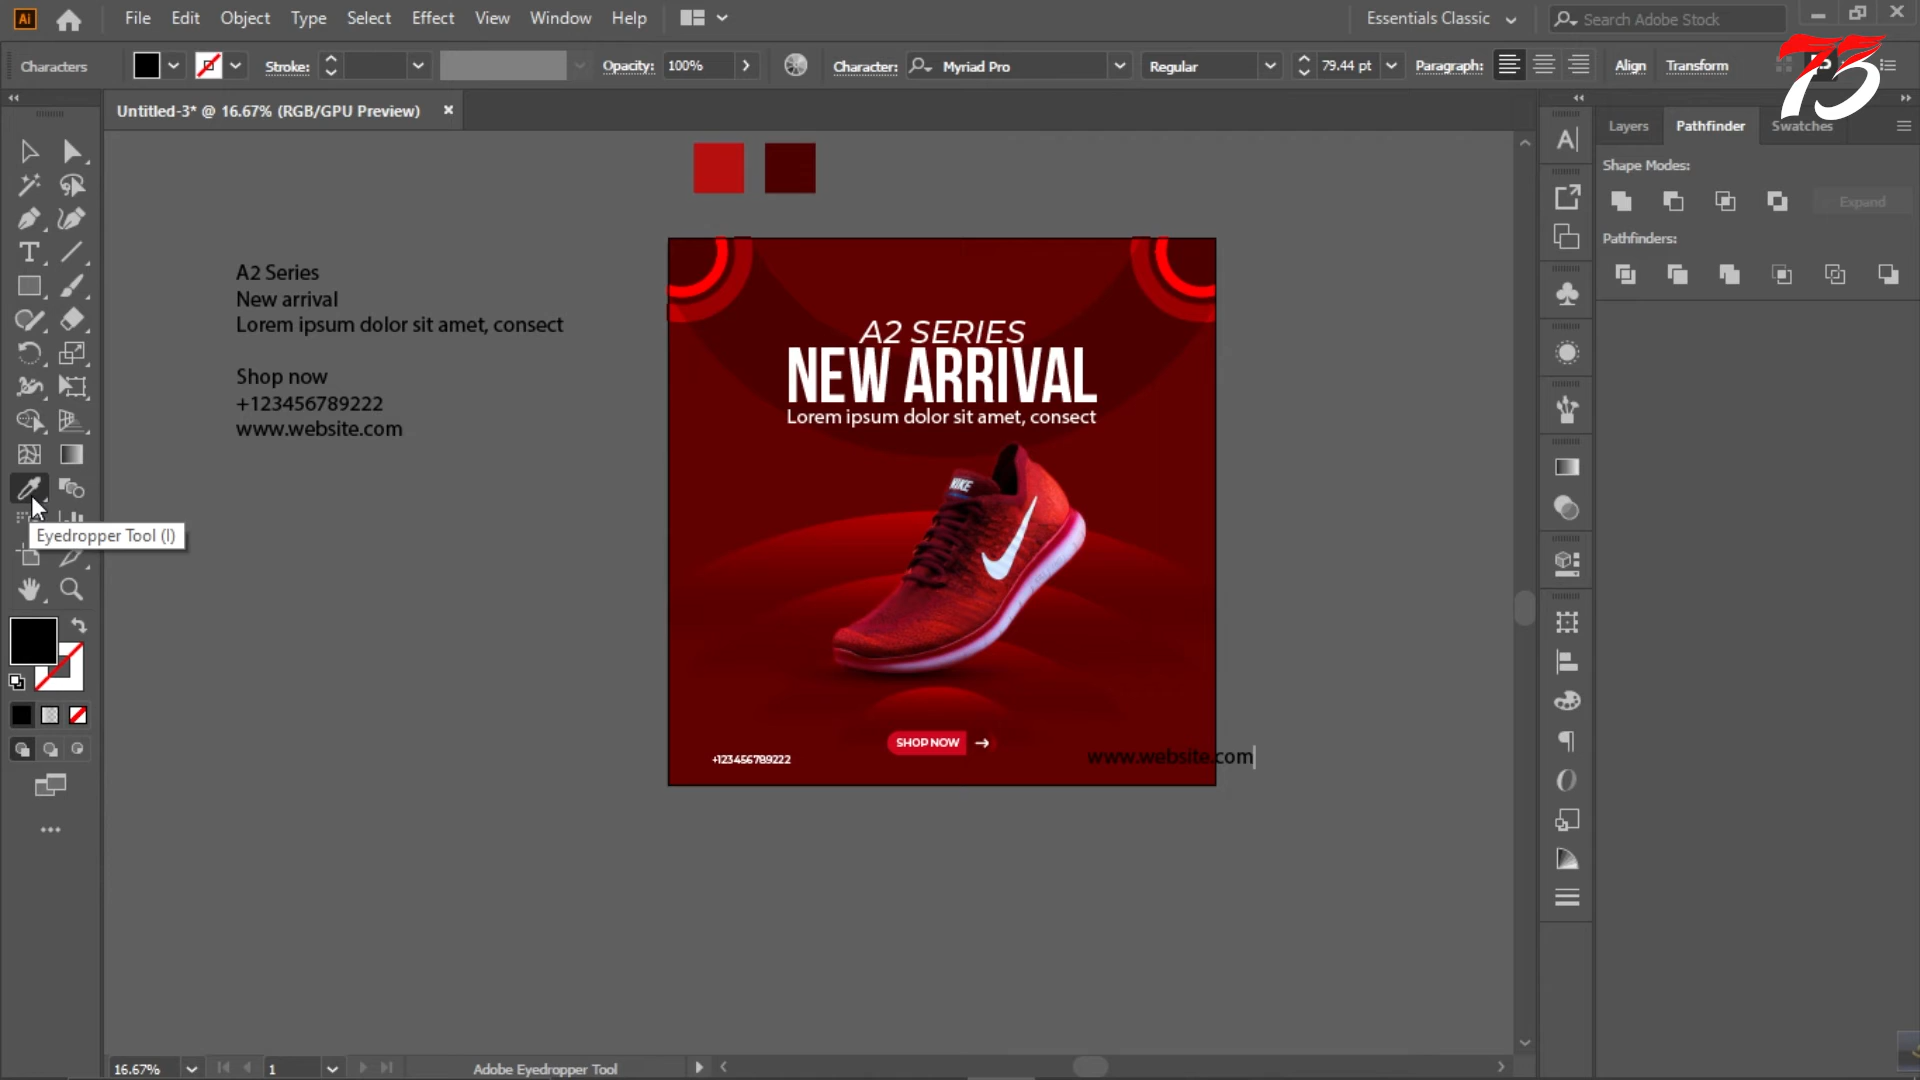 Ai File Edit Object Type Select Effect View Window Help Essentials Classic Search Adobe Stock
73
Characters Stroke: Opacity: 100% Character: Myriad Pro Regular 79.44 pt Paragraph: Align Transform
Untitled-3* @ 16.67% (RGB/GPU Preview)
Layers Pathfinder Swatches
Shape Modes:
Expand
Pathfinders:
A2 Series
New arrival
Lorem ipsum dolor sit amet, consect
Shop now
+123456789222
www.website.com
A2 SERIES
NEW ARRIVAL
Lorem ipsum dolor sit amet, consect
NIKE
SHOP NOW
+123456789222
www.website.com
Eyedropper Tool (I)
16.67% 1 Adobe Eyedropper Tool